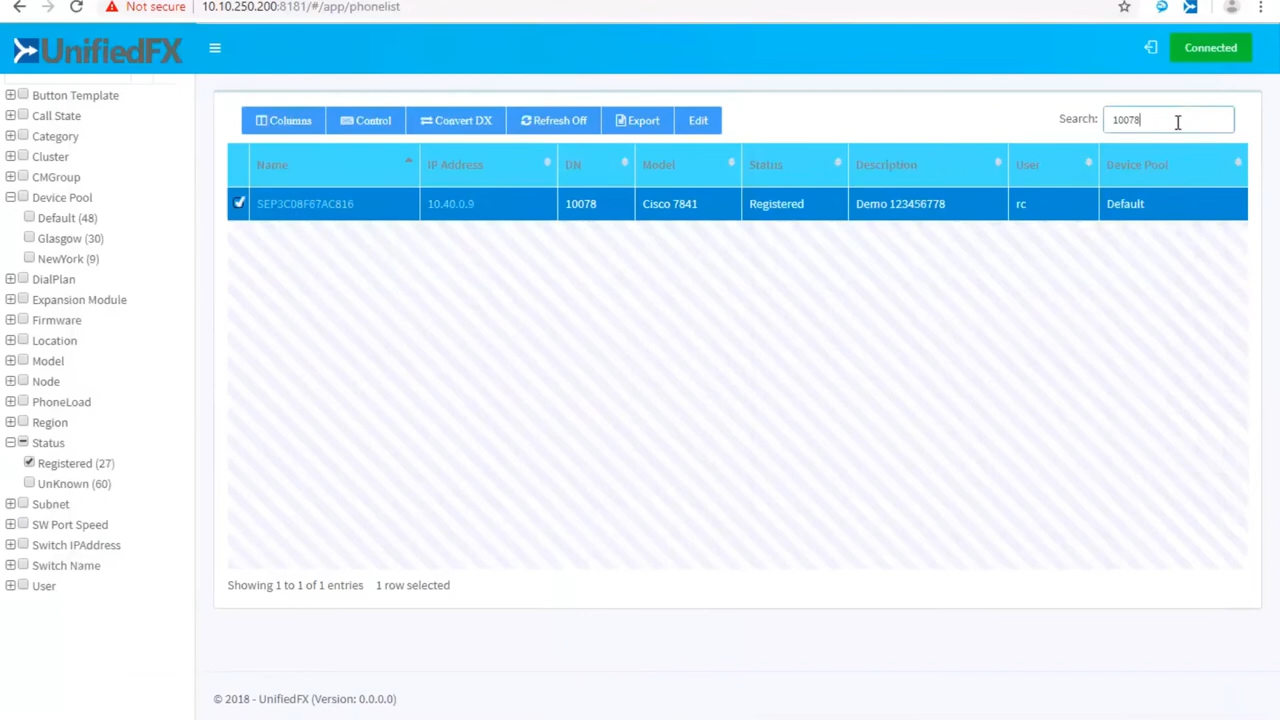 Not secure 10.10.250.200:8181/#/app/phonelist
UnifiedFX
Connected
Button Template
Call State
Category
Cluster
CMGroup
Device Pool
Default (48)
Glasgow (30)
NewYork (9)
DialPlan
Expansion Module
Firmware
Location
Model
Node
PhoneLoad
Region
Status
Registered (27)
UnKnown (60)
Subnet
SW Port Speed
Switch IPAddress
Switch Name
User
Columns Control Convert DX Refresh Off Export Edit
Search: 10078
Name IP Address DN Model Status Description User Device Pool
SEP3C08F67AC816 10.40.0.9 10078 Cisco 7841 Registered Demo 123456778 rc Default
Showing 1 to 1 of 1 entries 1 row selected
© 2018 - UnifiedFX (Version: 0.0.0.0)